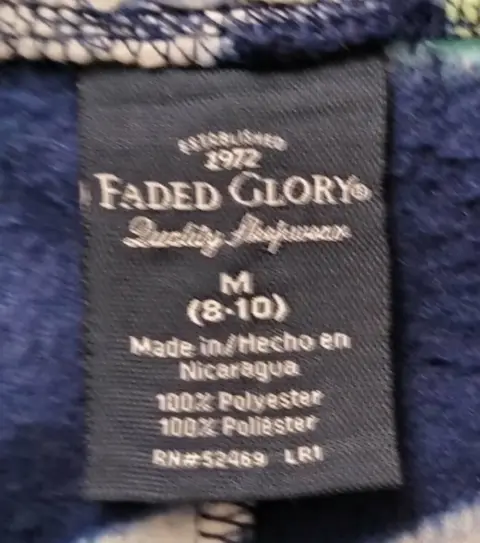 ESTABLISHED
1972
FADED GLORY®
Quality Sleepwear
M
(8-10)
Made in/Hecho en
Nicaragua
100% Polyester
100% Poliéster
RN#52469 LR1